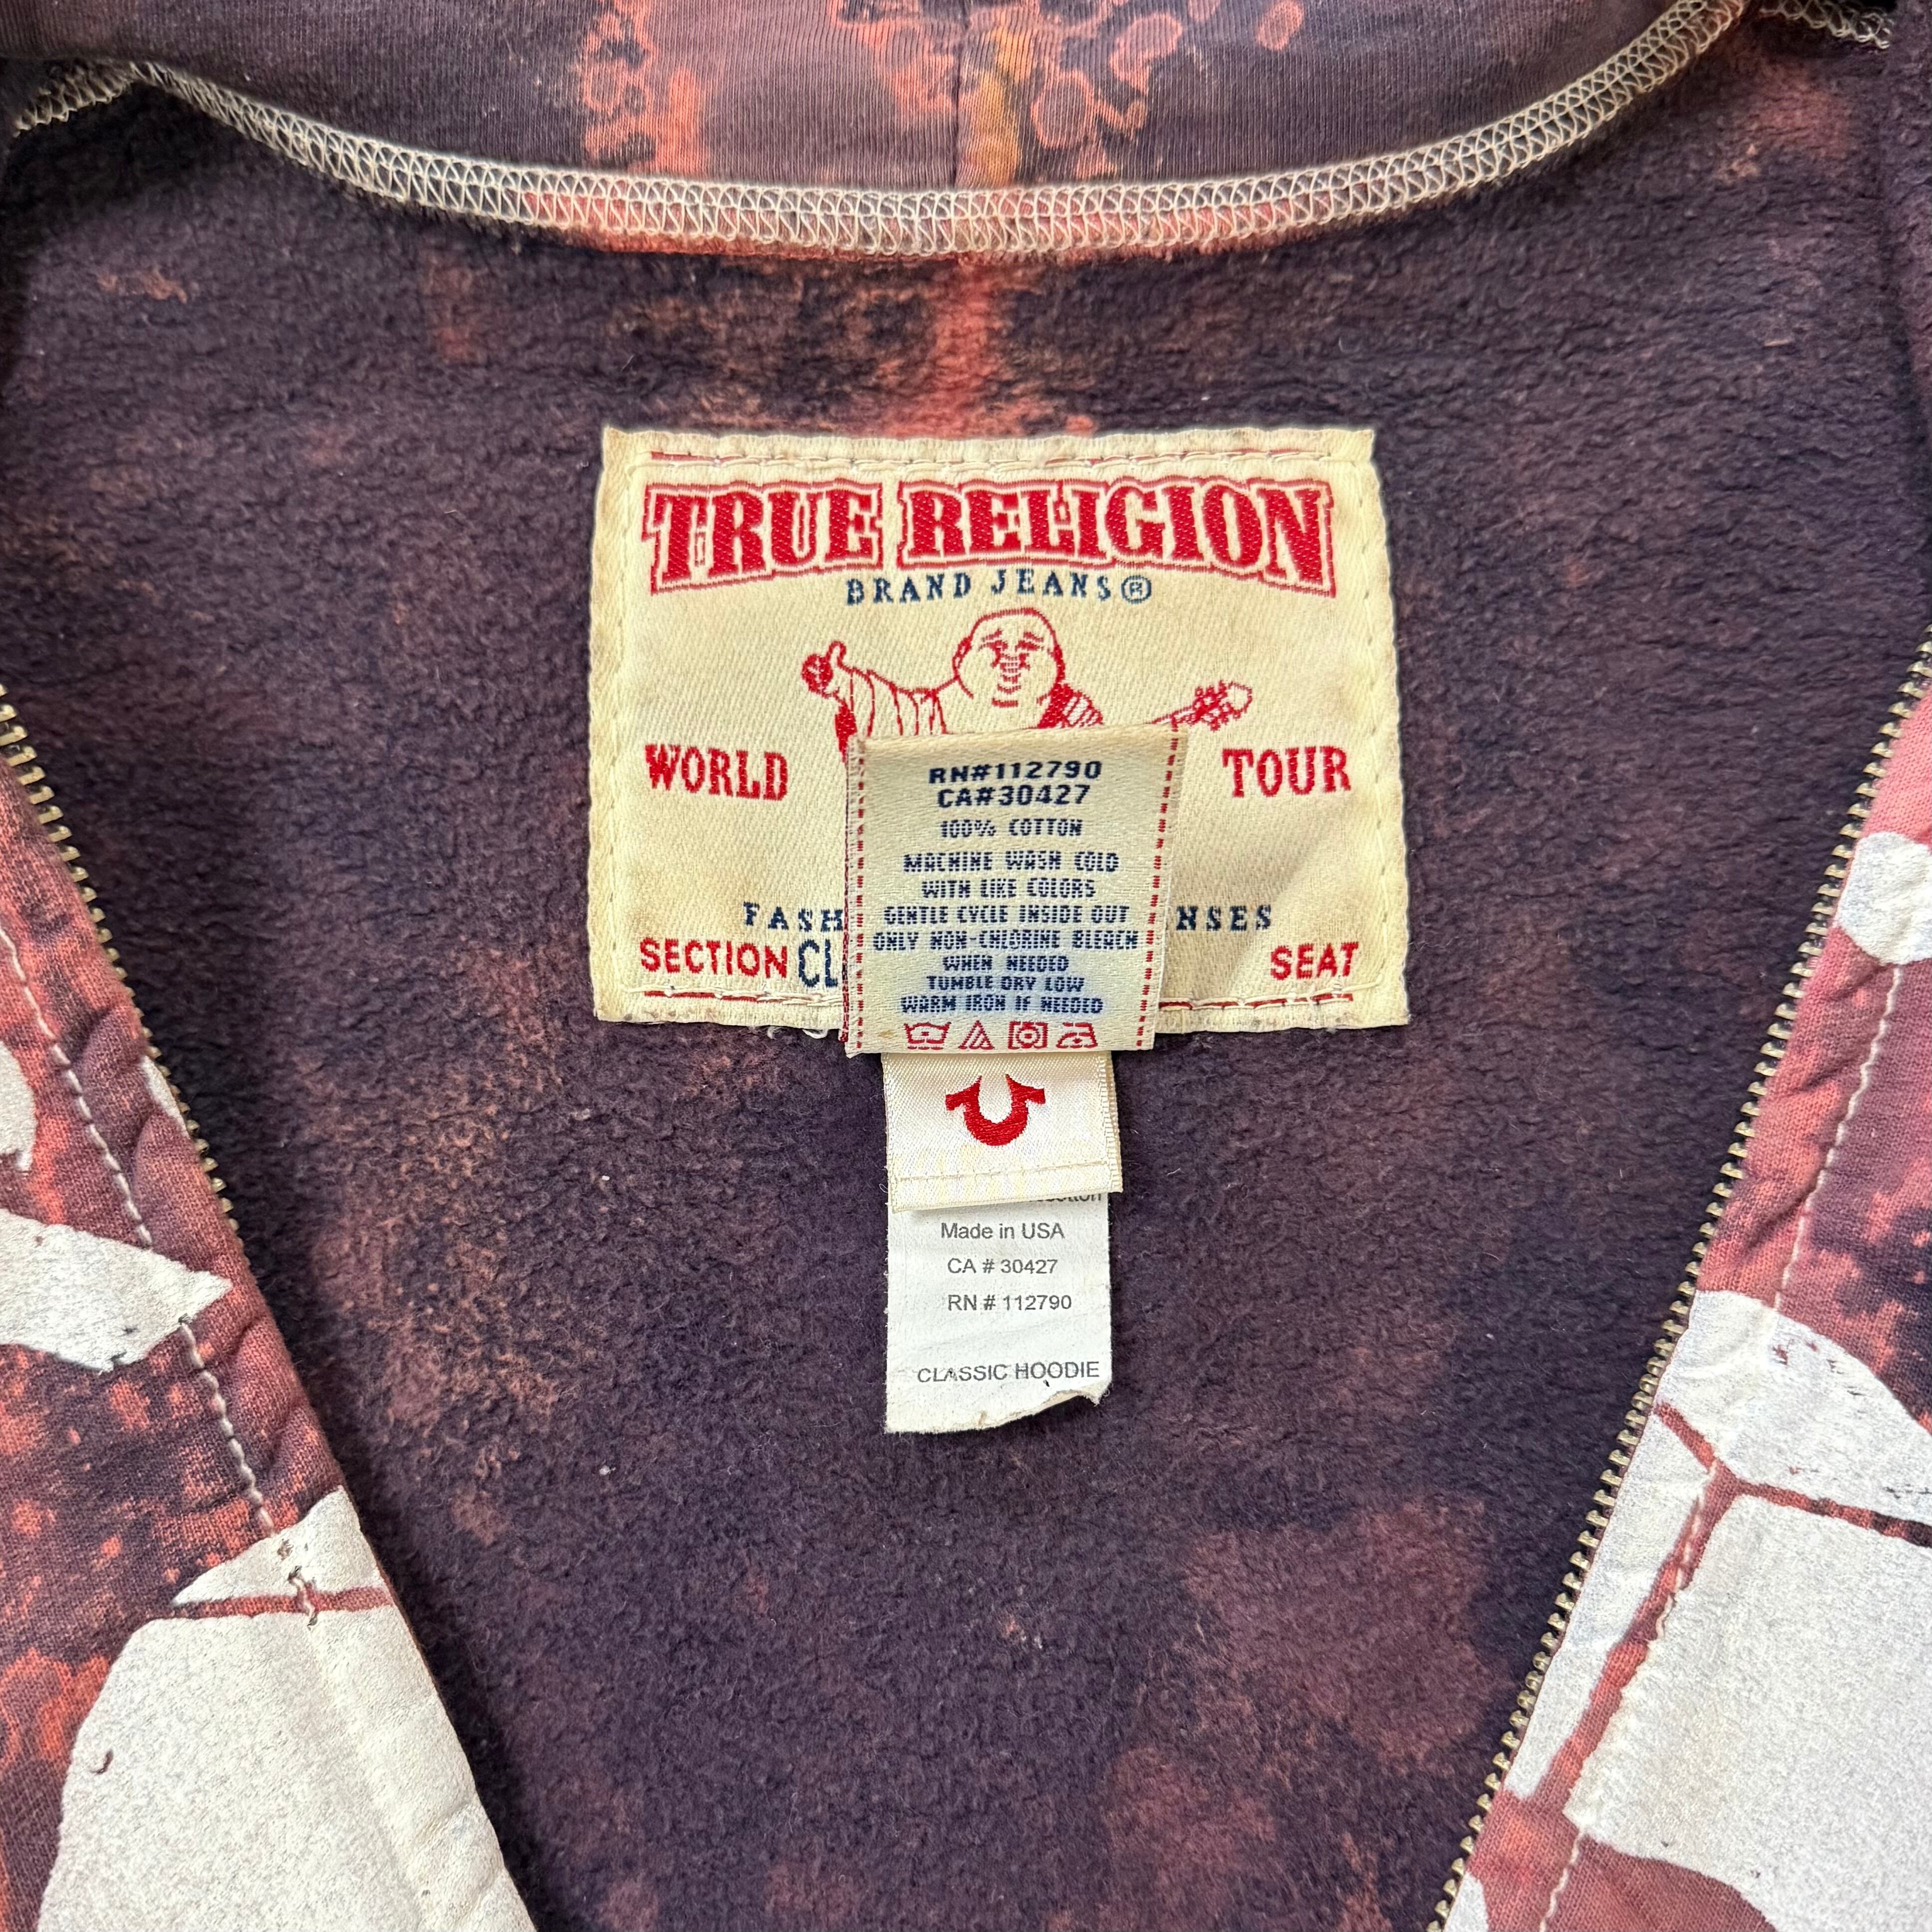 TRUE RELIGION
BRAND JEANS®
WORLD TOUR
RN#112790
CA#30427
100% COTTON
MACHINE WASH COLD
WITH LIKE COLORS
GENTLE CYCLE INSIDE OUT
ONLY NON-CHLORINE BLEACH
WHEN NEEDED
TUMBLE DRY LOW
WARM IRON IF NEEDED
SECTION SEAT
Made in USA
CA # 30427
RN # 112790
CLASSIC HOODIE